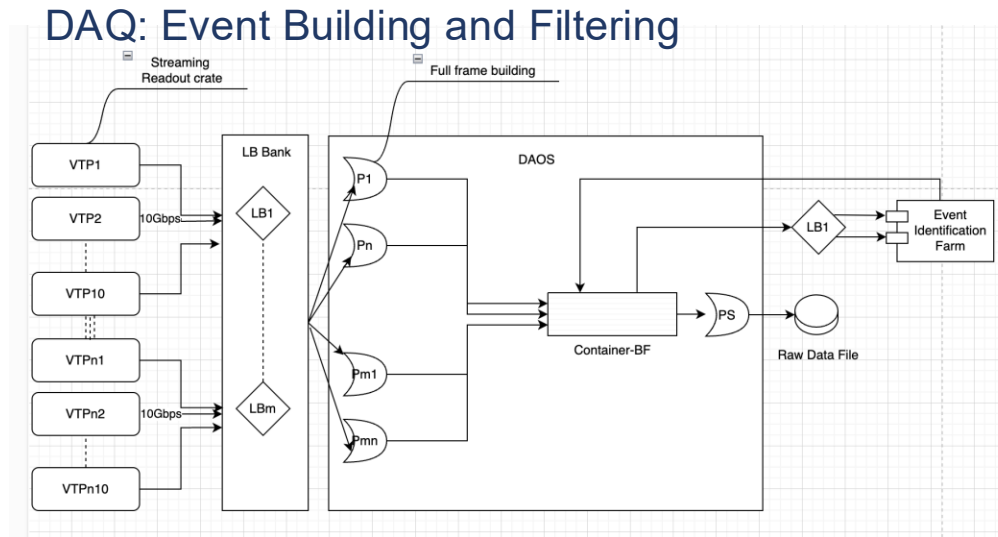 DAQ: Event Building and Filtering
Streaming
Readout crate
Full frame building
VTP1
VTP2
10Gbps
VTP10
VTPn1
VTPn2
10Gbps
VTPn10
LB Bank
LB1
LBm
DAOS
P1
Pn
Pm1
Pmn
Container-BF
LB1
Event
Identification
Farm
PS
Raw Data File